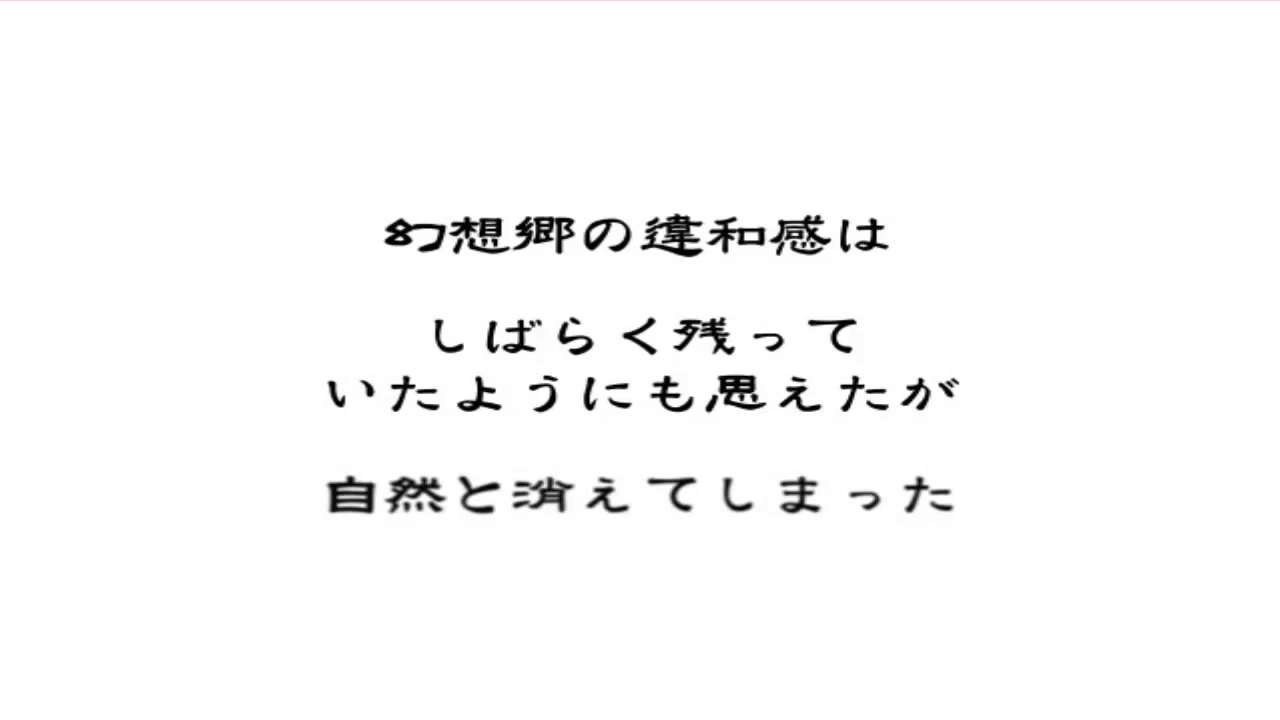 幻想郷の違和感は
しばらく残って
いたようにも思えたが
自然と消えてしまった